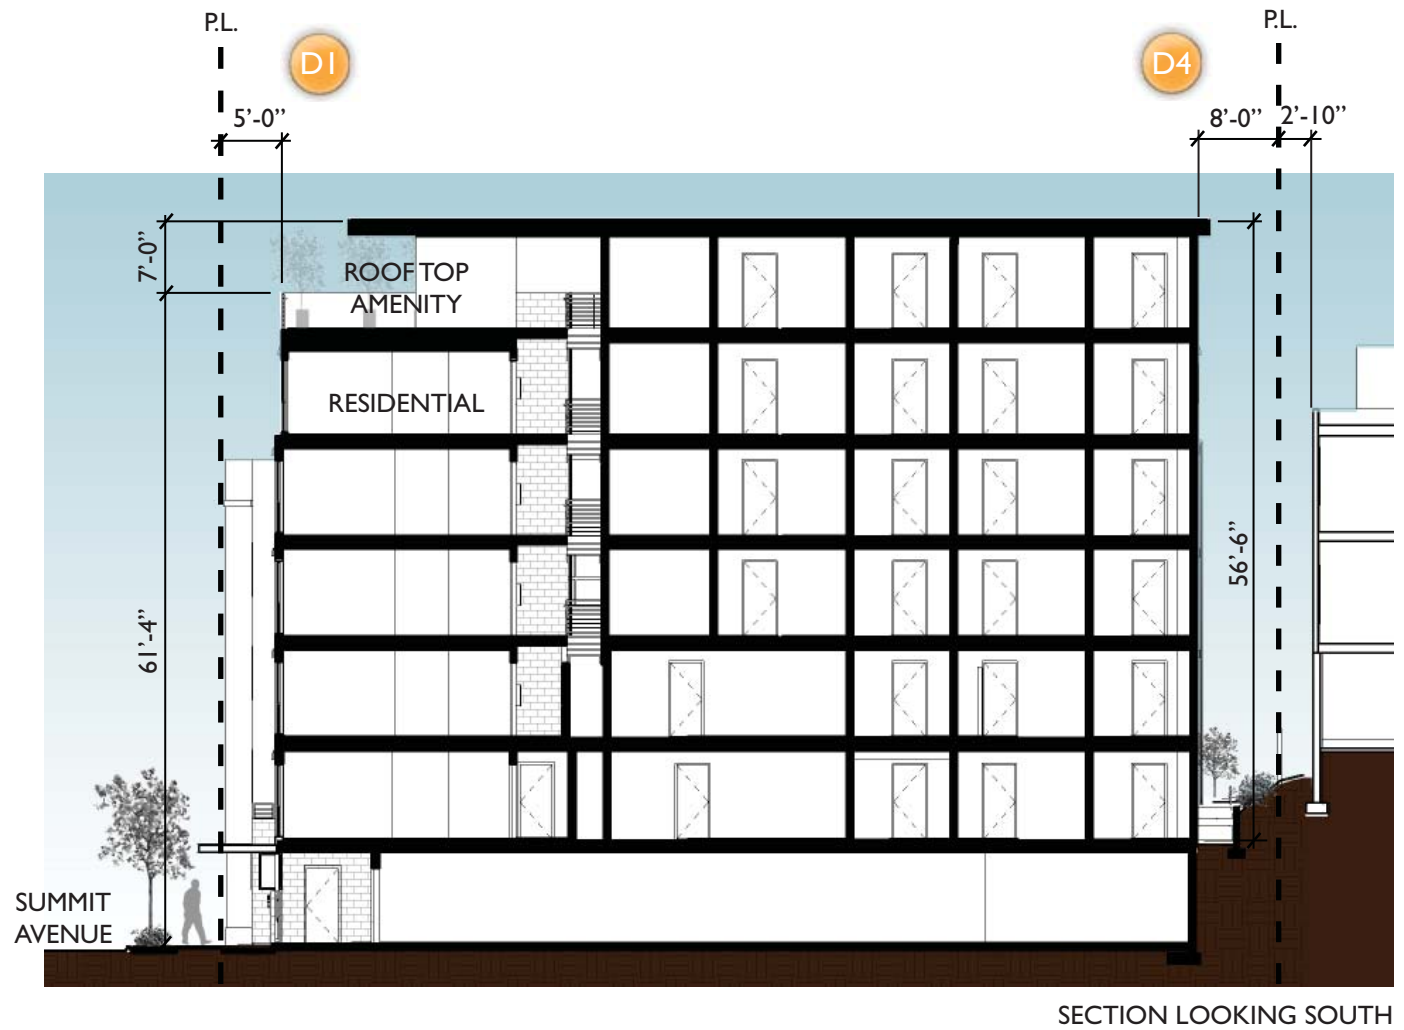 P.L.
P.L.
D1
D4
5’-0”
8’-0”
2’-10”
7’-0”
ROOF TOP
AMENITY
RESIDENTIAL
56’-6”
61’-4”
SUMMIT
AVENUE
SECTION LOOKING SOUTH